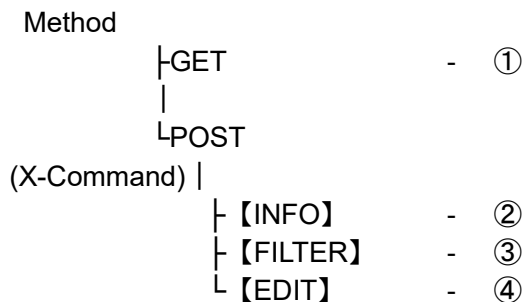 Method
├GET - ①
|
└POST
(X-Command)|
├【INFO】 - ②
├【FILTER】 - ③
└【EDIT】 - ④